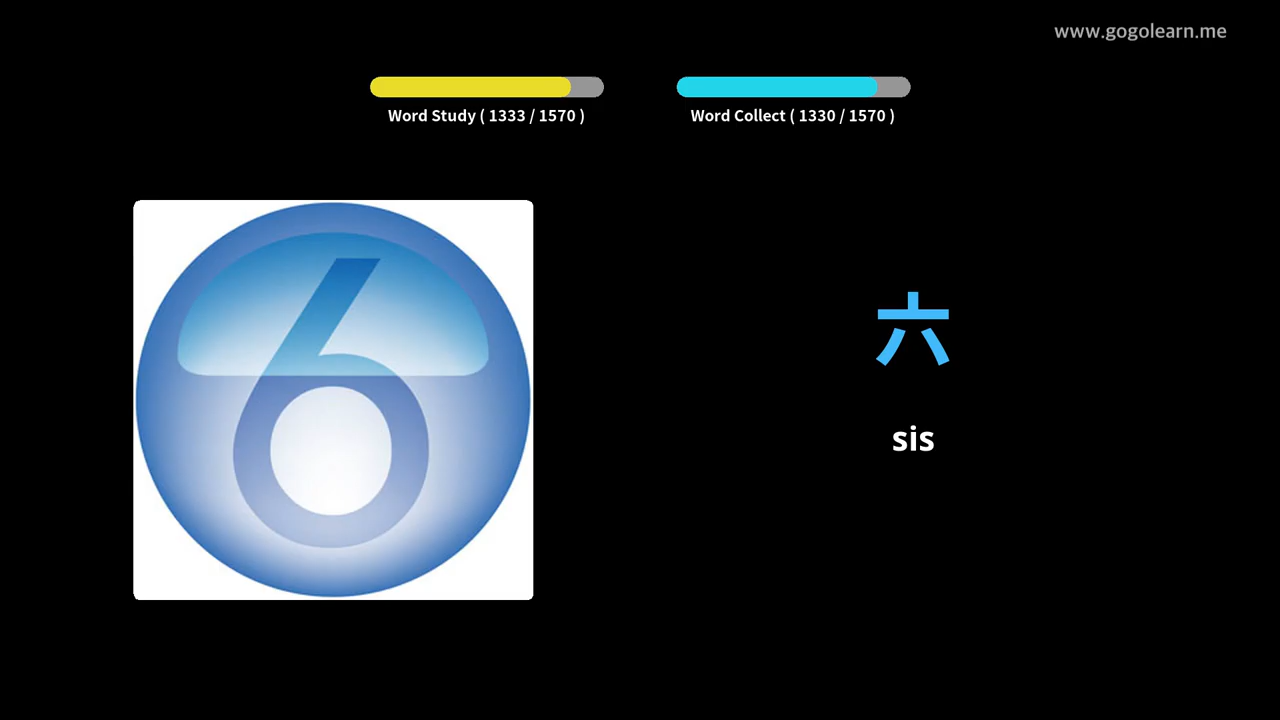 www.gogolearn.me
Word Study ( 1333 / 1570 )
Word Collect ( 1330 / 1570 )
6
六
sis